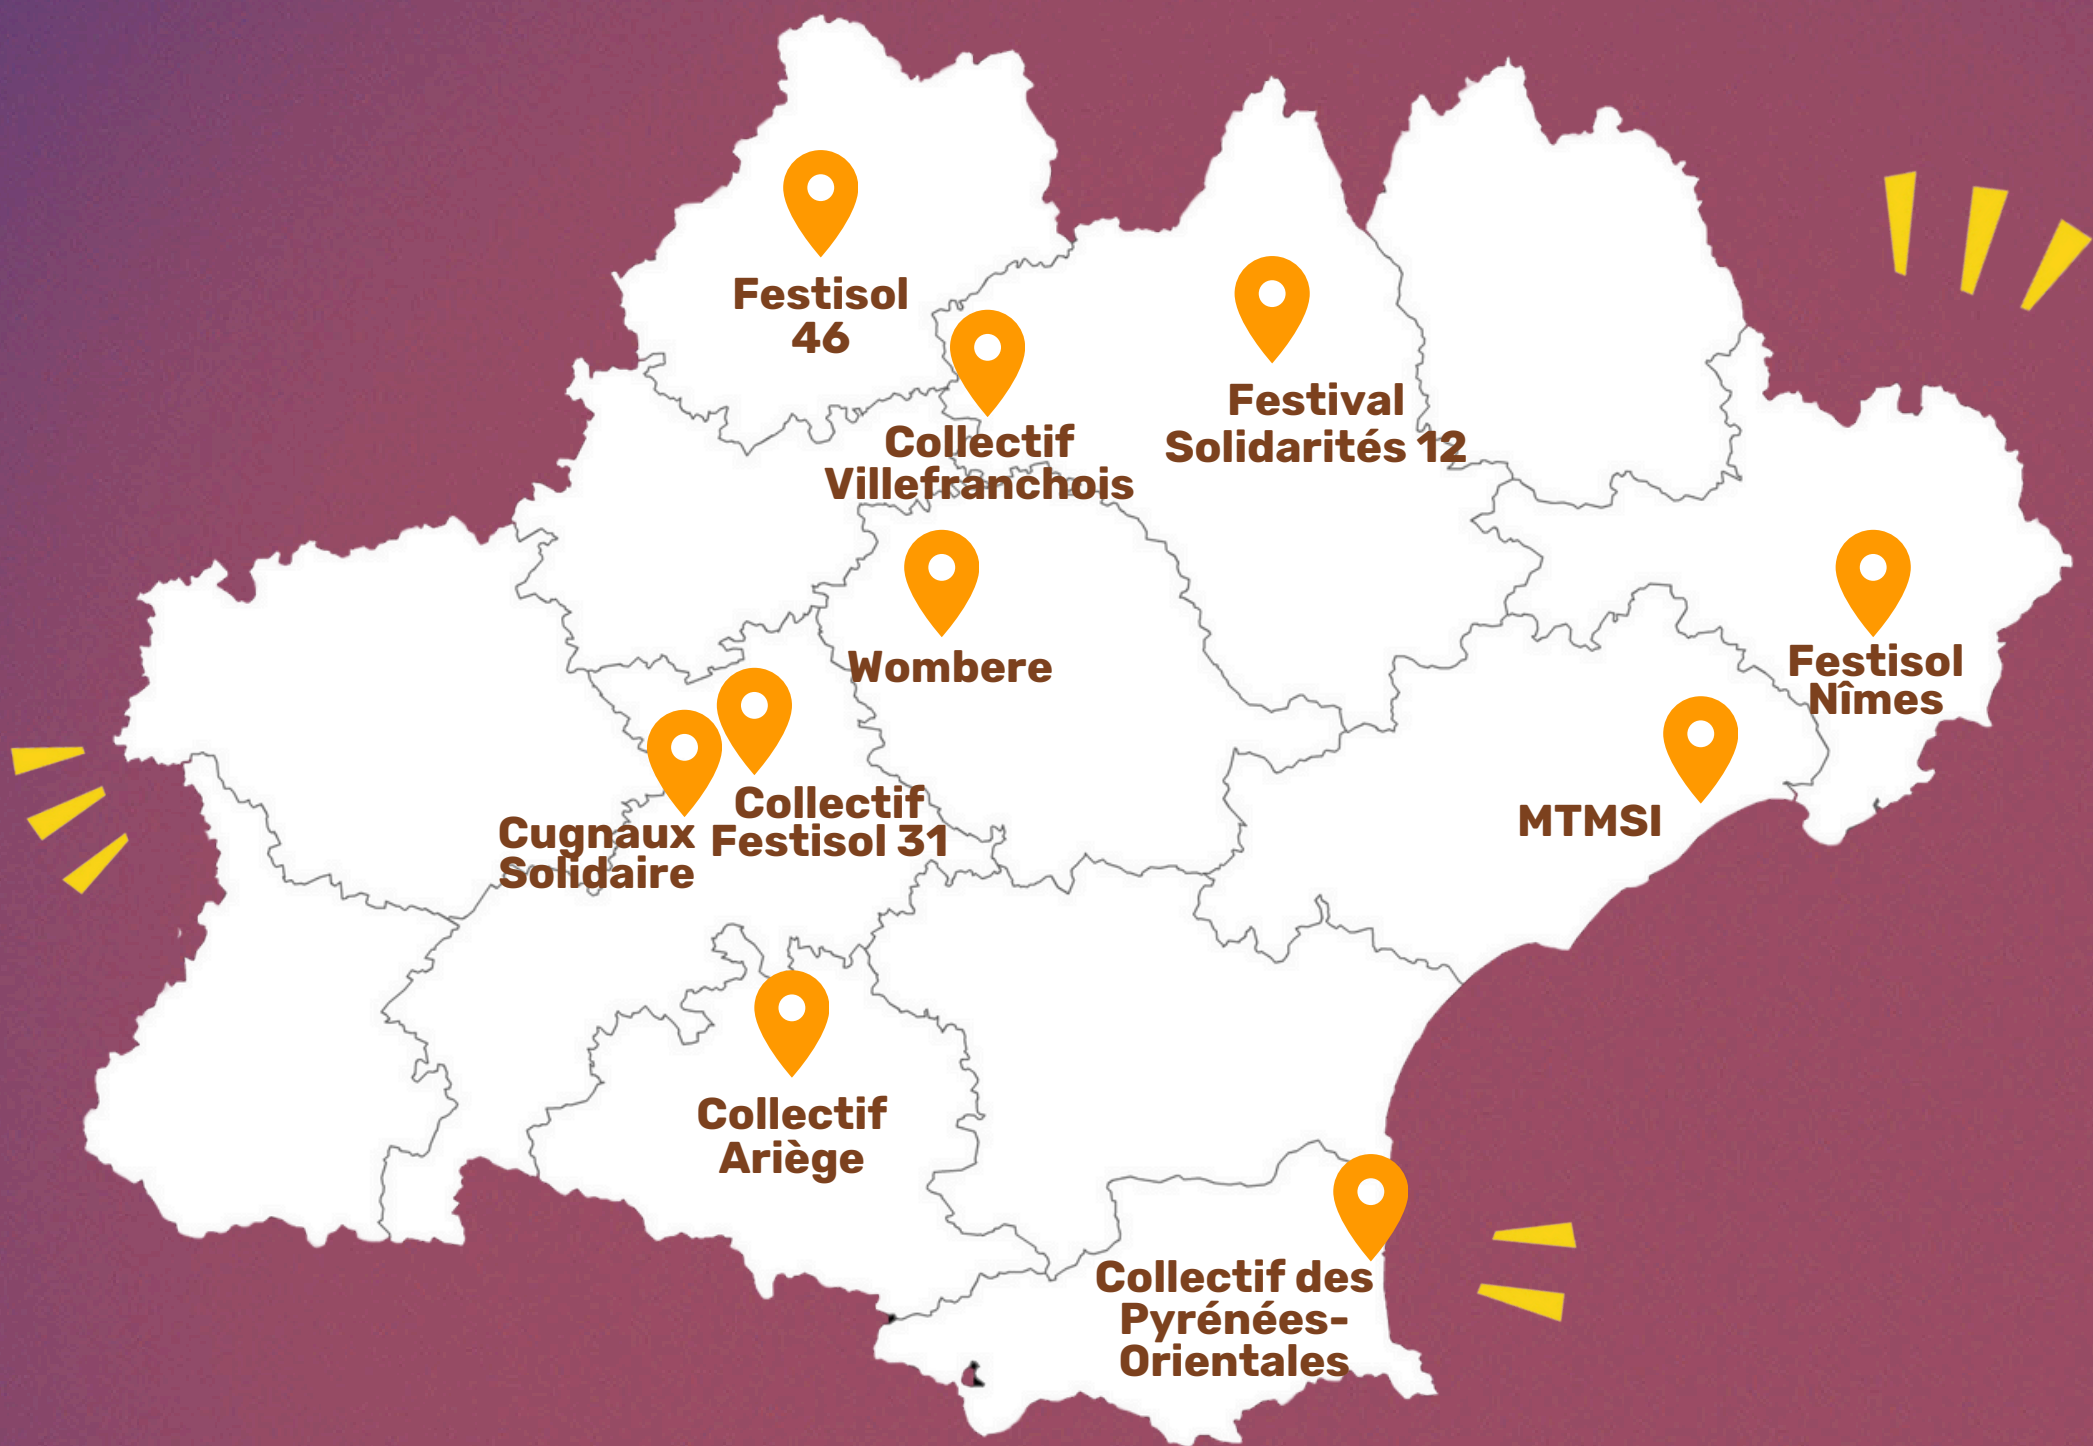 Festisol
46
Collectif
Villefranchois
Festival
Solidarités 12
Wombere
Festisol
Nîmes
Cugnaux
Solidaire
Collectif
Festisol 31
MTMSI
Collectif
Ariège
Collectif des
Pyrénées-
Orientales